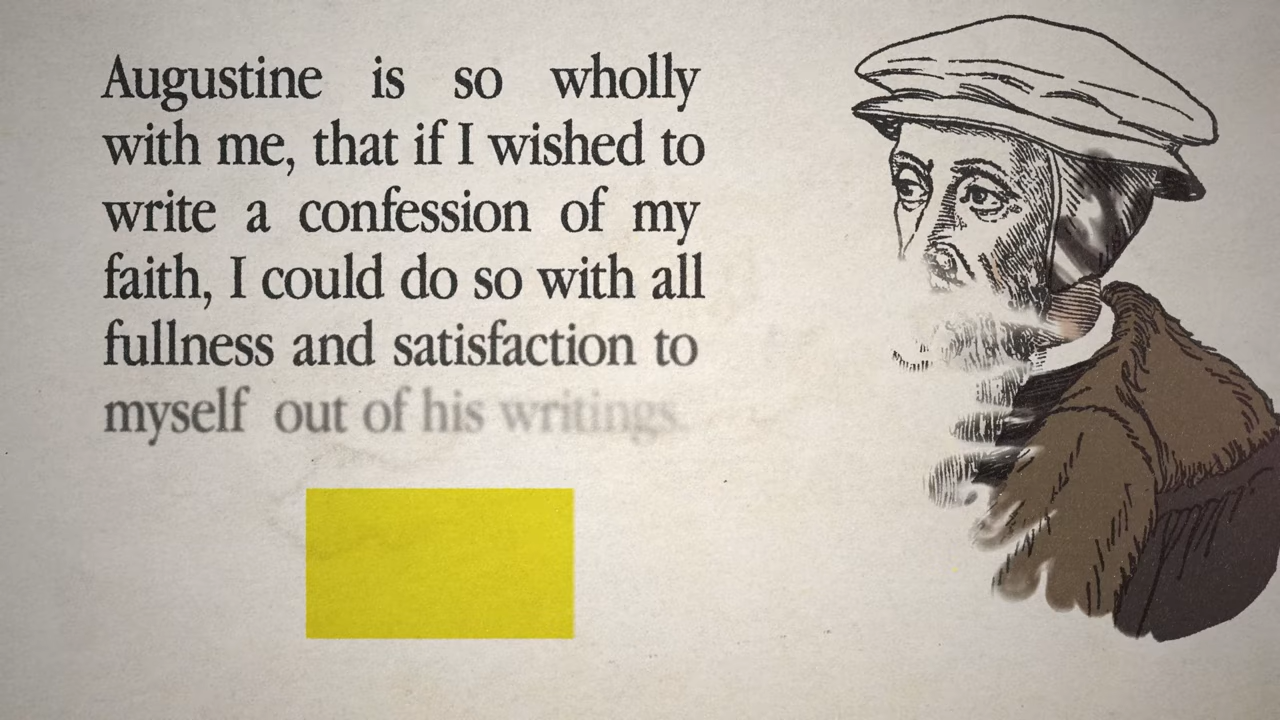 Augustine is so wholly
with me, that if I wished to
write a confession of my
faith, I could do so with all
fullness and satisfaction to
myself out of his writings.